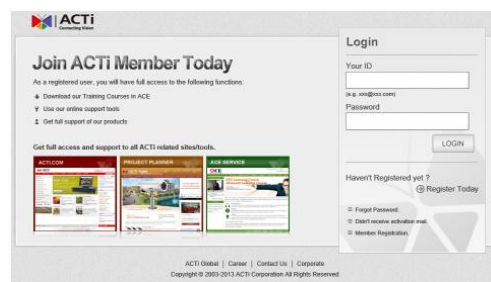 ACTi
Connecting Vision
Join ACTi Member Today
As a registered user, you will have full access to the following functions:
Download our Training Courses in ACE
Use our online support tools
Get full support of our products
Get full access and support to all ACTi related sites/tools.
ACTI.COM
PROJECT PLANNER
ACE SERVICE
Login
Your ID
(e.g. xxx@xxx.com)
Password
LOGIN
Haven't Registered yet ?
Register Today
Forgot Password.
Didn't receive activation mail.
Member Registration.
ACTi Global | Career | Contact Us | Corporate
Copyright © 2003-2013 ACTi Corporation All Rights Reserved